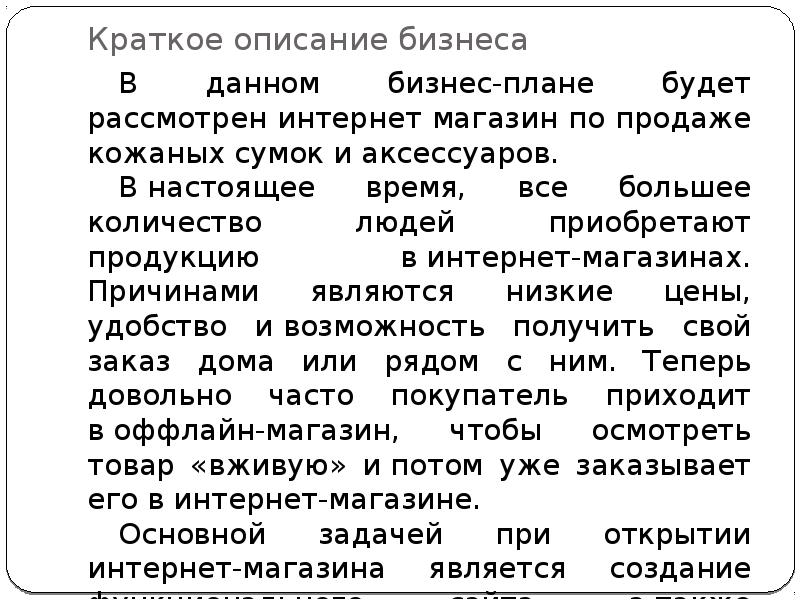 Краткое описание бизнеса
В данном бизнес-плане будет
рассмотрен интернет магазин по продаже
кожаных сумок и аксессуаров.
В настоящее время, все большее
количество людей приобретают
продукцию в интернет-магазинах.
Причинами являются низкие цены,
удобство и возможность получить свой
заказ дома или рядом с ним. Теперь
довольно часто покупатель приходит
в оффлайн-магазин, чтобы осмотреть
товар «вживую» и потом уже заказывает
его в интернет-магазине.
Основной задачей при открытии
интернет-магазина является создание
функционального сайта, а также